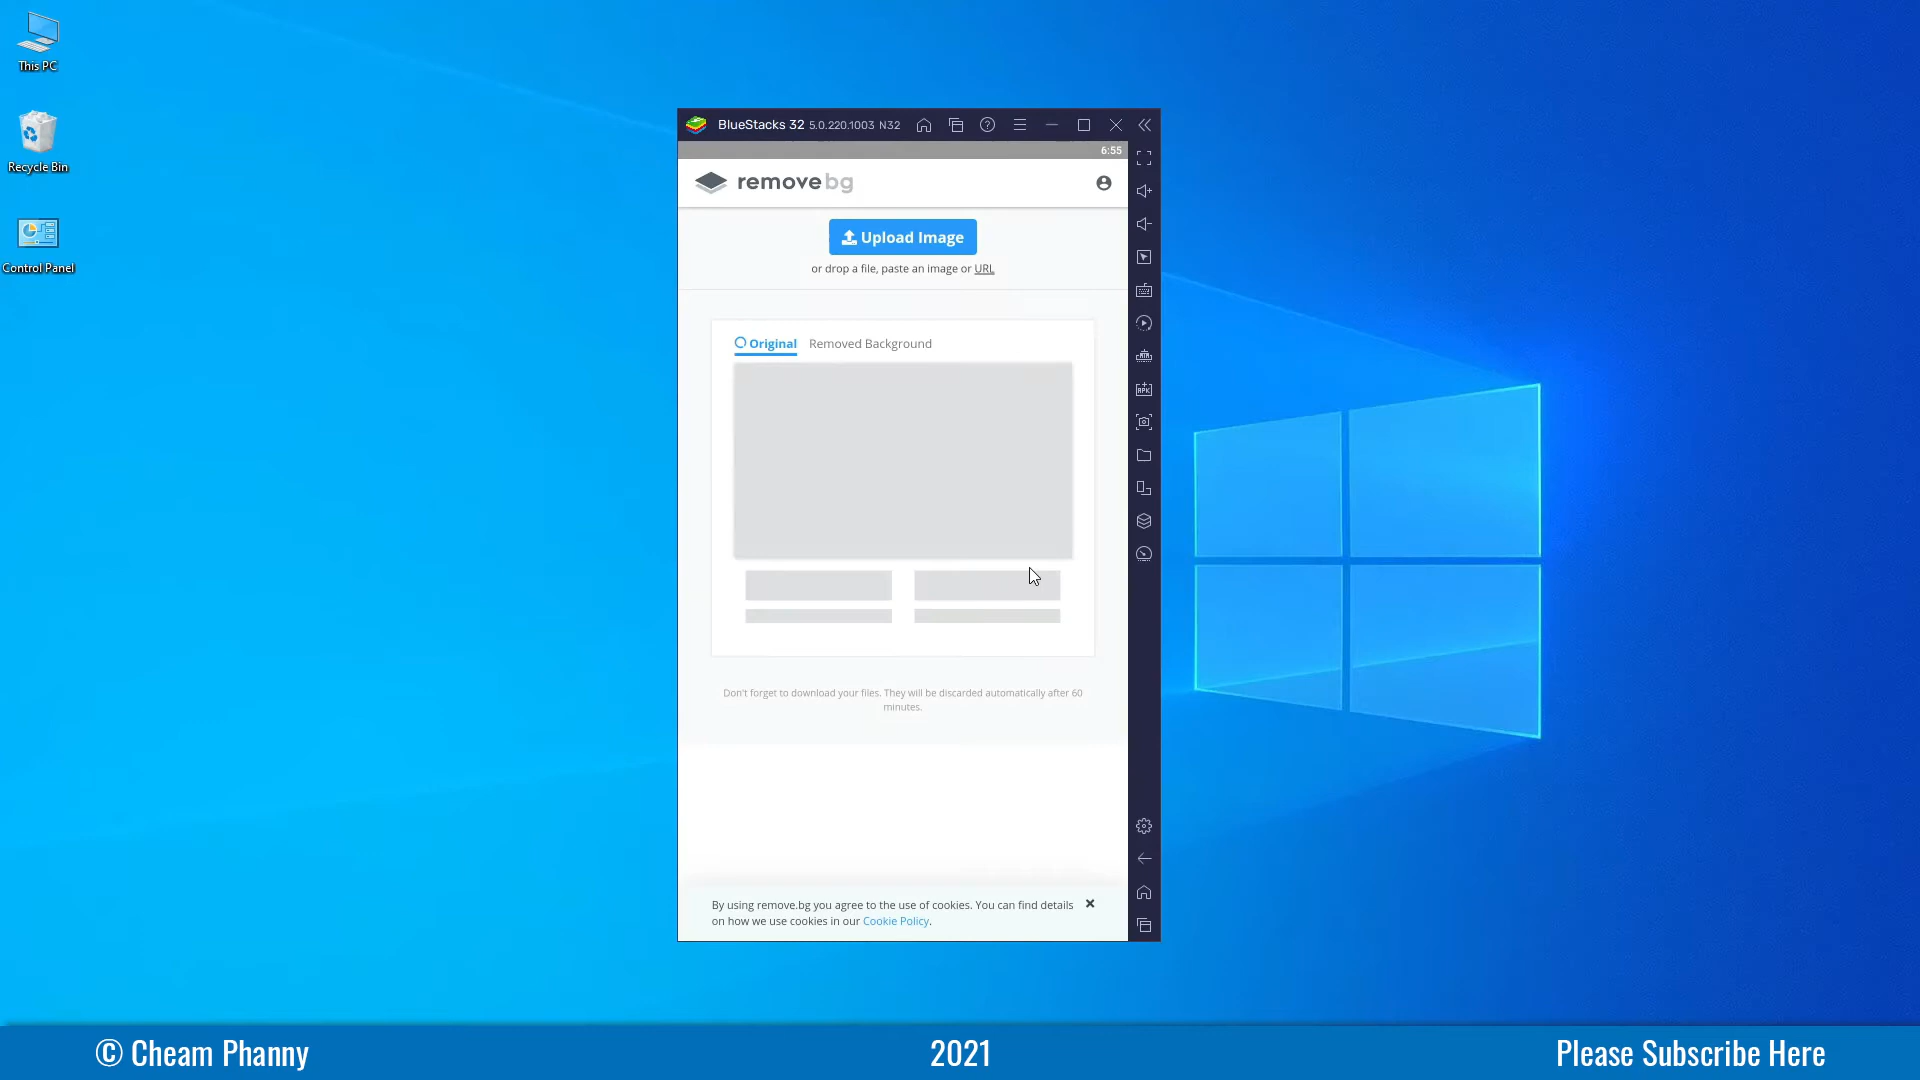 This PC
Recycle Bin
Control Panel
BlueStacks 32 5.0.220.1003 N32
6:55
remove bg
Upload Image
or drop a file, paste an image or URL
Original Removed Background
Don't forget to download your files. They will be discarded automatically after 60
minutes.
By using remove.bg you agree to the use of cookies. You can find details
on how we use cookies in our Cookie Policy.
© Cheam Phanny
2021
Please Subscribe Here